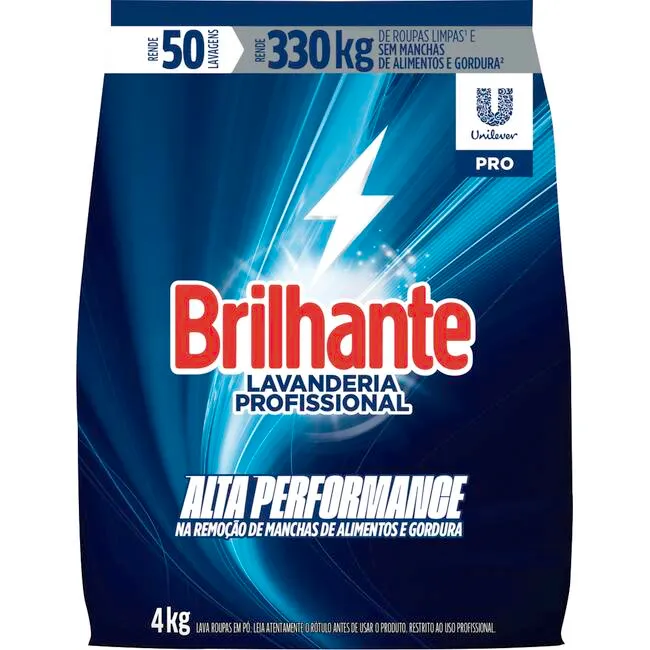 RENDE 50 LAVAGENS
RENDE 330 kg DE ROUPAS LIMPAS¹ E
SEM MANCHAS
DE ALIMENTOS E GORDURA²
Unilever
PRO
Brilhante
LAVANDERIA
PROFISSIONAL
ALTA PERFORMANCE
NA REMOÇÃO DE MANCHAS DE ALIMENTOS E GORDURA
4kg LAVA ROUPAS EM PÓ. LEIA ATENTAMENTE O RÓTULO ANTES DE USAR O PRODUTO. RESTRITO AO USO PROFISSIONAL.